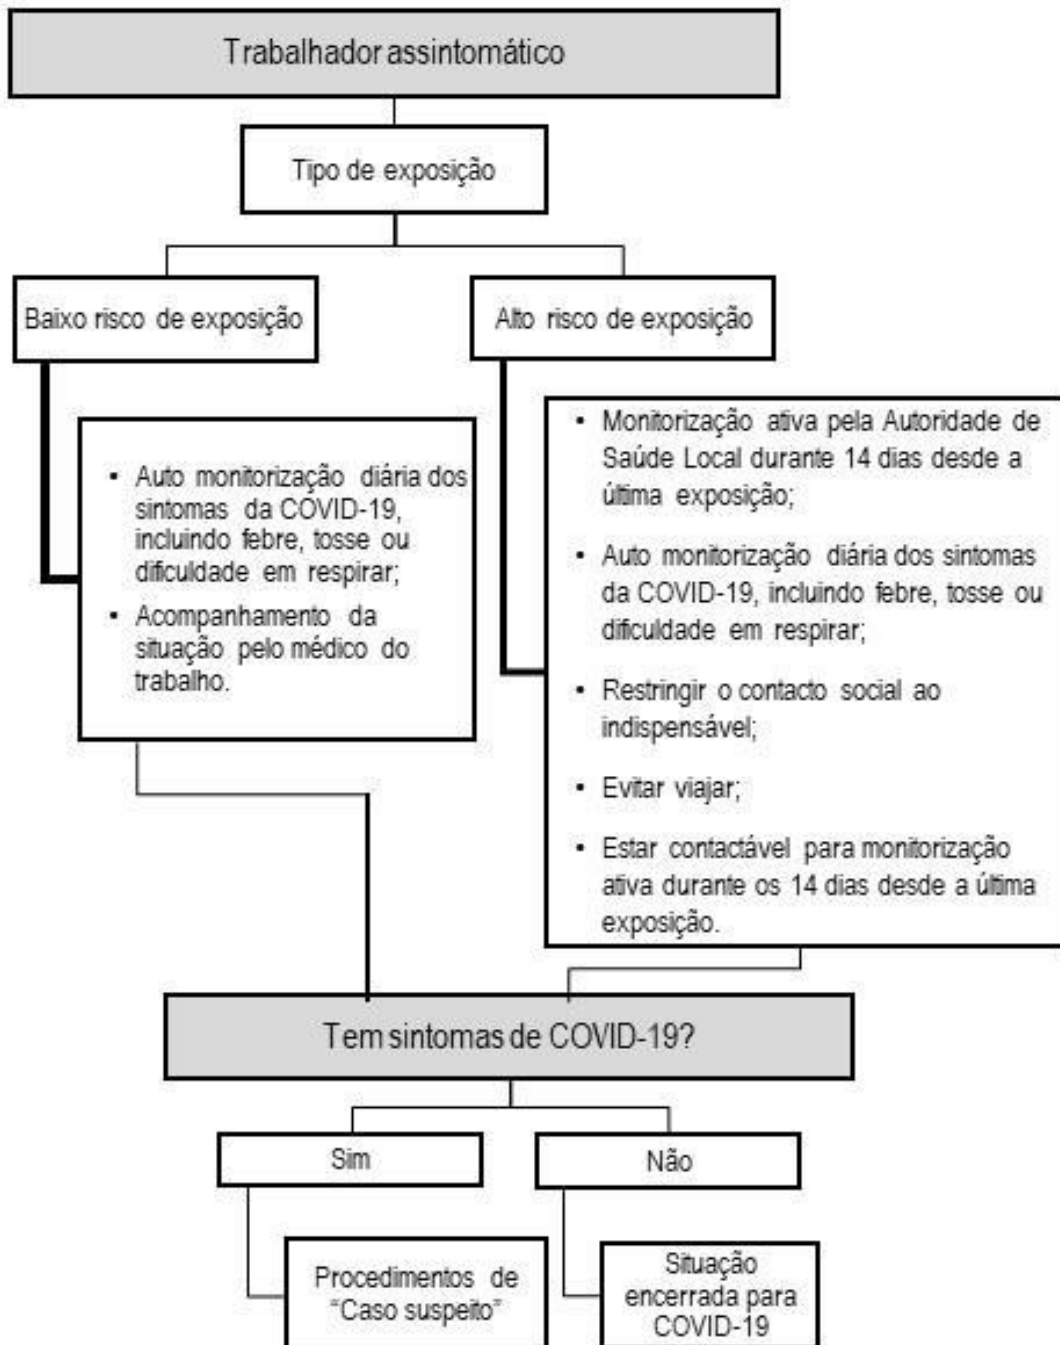 Trabalhador assintomático
Tipo de exposição
Baixo risco de exposição
Alto risco de exposição
• Auto monitorização diária dos
sintomas da COVID-19,
incluindo febre, tosse ou
dificuldade em respirar;
• Acompanhamento da
situação pelo médico do
trabalho.
• Monitorização ativa pela Autoridade de
Saúde Local durante 14 dias desde a
última exposição;
• Auto monitorização diária dos sintomas
da COVID-19, incluindo febre, tosse ou
dificuldade em respirar;
• Restringir o contacto social ao
indispensável;
• Evitar viajar;
• Estar contactável para monitorização
ativa durante os 14 dias desde a última
exposição.
Tem sintomas de COVID-19?
Sim
Não
Procedimentos de
“Caso suspeito”
Situação
encerrada para
COVID-19